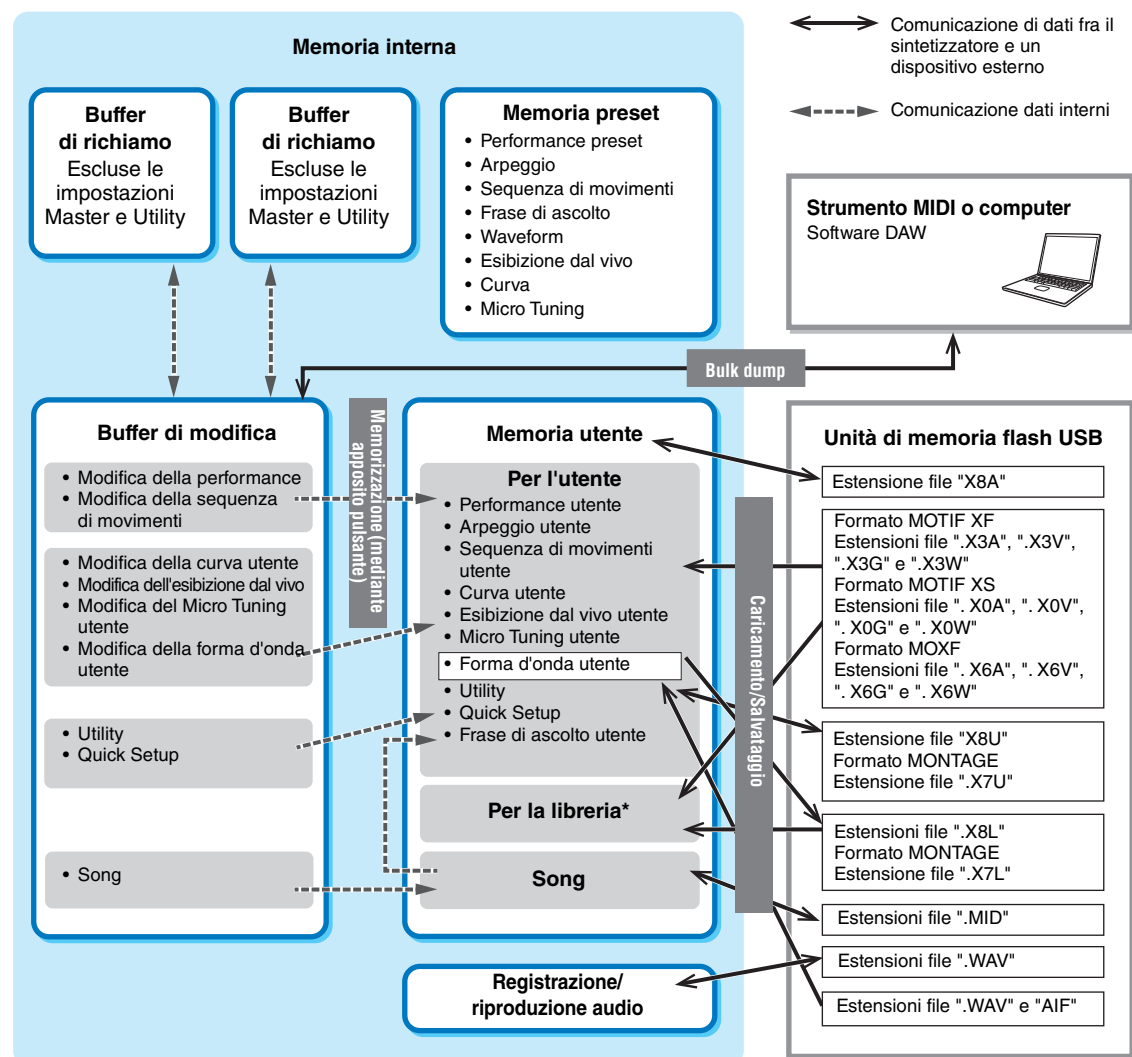 Memoria interna
Buffer
di richiamo
Escluse le
impostazioni
Master e Utility
Buffer
di richiamo
Escluse le
impostazioni
Master e Utility
Memoria preset
• Performance preset
• Arpeggio
• Sequenza di movimenti
• Frase di ascolto
• Waveform
• Esibizione dal vivo
• Curva
• Micro Tuning
Comunicazione di dati fra il
sintetizzatore e un
dispositivo esterno
Comunicazione dati interni
Strumento MIDI o computer
Software DAW
Bulk dump
Buffer di modifica
• Modifica della performance
• Modifica della sequenza
di movimenti
• Modifica della curva utente
• Modifica dell'esibizione dal vivo
• Modifica del Micro Tuning
utente
• Modifica della forma d'onda
utente
• Utility
• Quick Setup
• Song
Memorizzazione (mediante
apposito pulsante)
Memoria utente
Per l'utente
• Performance utente
• Arpeggio utente
• Sequenza di movimenti
utente
• Curva utente
• Esibizione dal vivo utente
• Micro Tuning utente
• Forma d'onda utente
• Utility
• Quick Setup
• Frase di ascolto utente
Per la libreria*
Song
Registrazione/
riproduzione audio
Caricamento/Salvataggio
Unità di memoria flash USB
Estensione file "X8A"
Formato MOTIF XF
Estensioni file ".X3A", ".X3V",
".X3G" e ".X3W"
Formato MOTIF XS
Estensioni file ". X0A", ". X0V",
". X0G" e ". X0W"
Formato MOXF
Estensioni file ". X6A", ". X6V",
". X6G" e ". X6W"
Estensione file "X8U"
Formato MONTAGE
Estensione file ".X7U"
Estensioni file ".X8L"
Formato MONTAGE
Estensione file ".X7L"
Estensioni file ".MID"
Estensioni file ".WAV"
Estensioni file ".WAV" e "AIF"